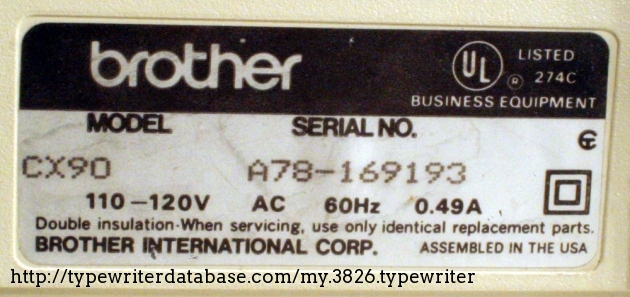 brother
UL ® LISTED 274C
BUSINESS EQUIPMENT
MODEL SERIAL NO.
CX90 A78-169193
110-120V AC 60Hz 0.49A
Double insulation·When servicing, use only identical replacement parts.
BROTHER INTERNATIONAL CORP. ASSEMBLED IN THE USA
http://typewriterdatabase.com/my.3826.typewriter